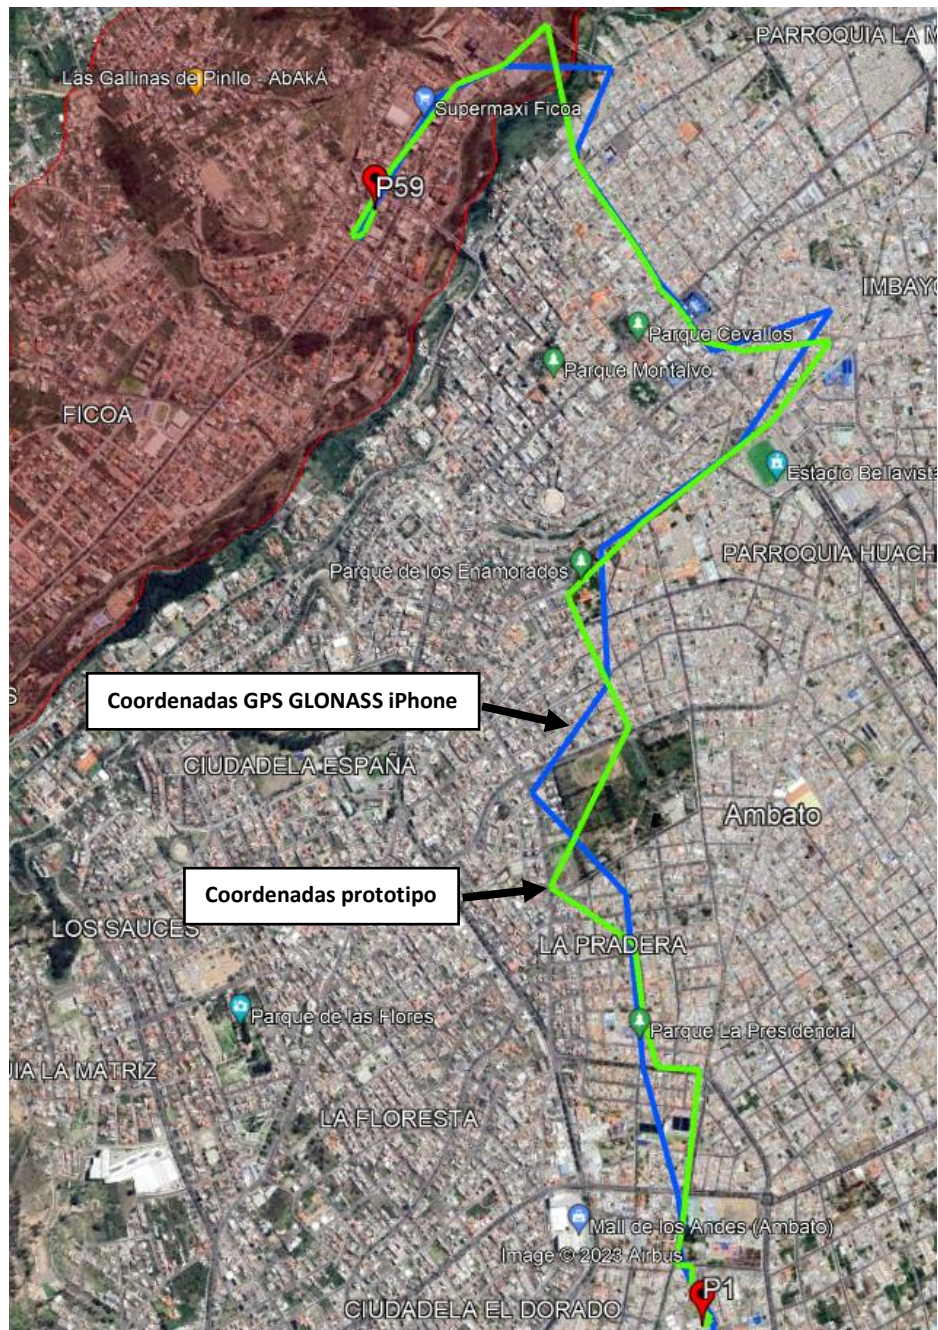 PARROQUIA LA M
Las Gallinas de Pinllo - AbAkÁ
Supermaxi Ficoa
P59
IMBAYO
Parque Cevallos
Parque Montalvo
FICOA
Estadio Bellavista
PARROQUIA HUACH
Parque de los Enamorados
S
Coordenadas GPS GLONASS iPhone
CIUDADELA ESPAÑA
Ambato
Coordenadas prototipo
LOS SAUCES
LA PRADERA
Parque de las Flores
Parque La Presidencial
UIA LA MATRIZ
LA FLORESTA
Mall de los Andes (Ambato)
Image © 2023 Airbus
P1
CIUDADELA EL DORADO